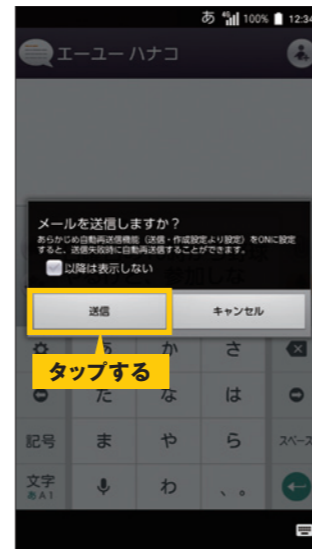 あ 100% 12:34
エーユー ハナコ
メールを送信しますか？
あらかじめ自動再送信機能（送信・作成設定より設定）をONに設定
すると、送信失敗時に自動再送信することができます。
以降は表示しない
送信 キャンセル
あ か さ
タップする
た な は
記号 ま や ら スペース
文字 わ 、。
あA1